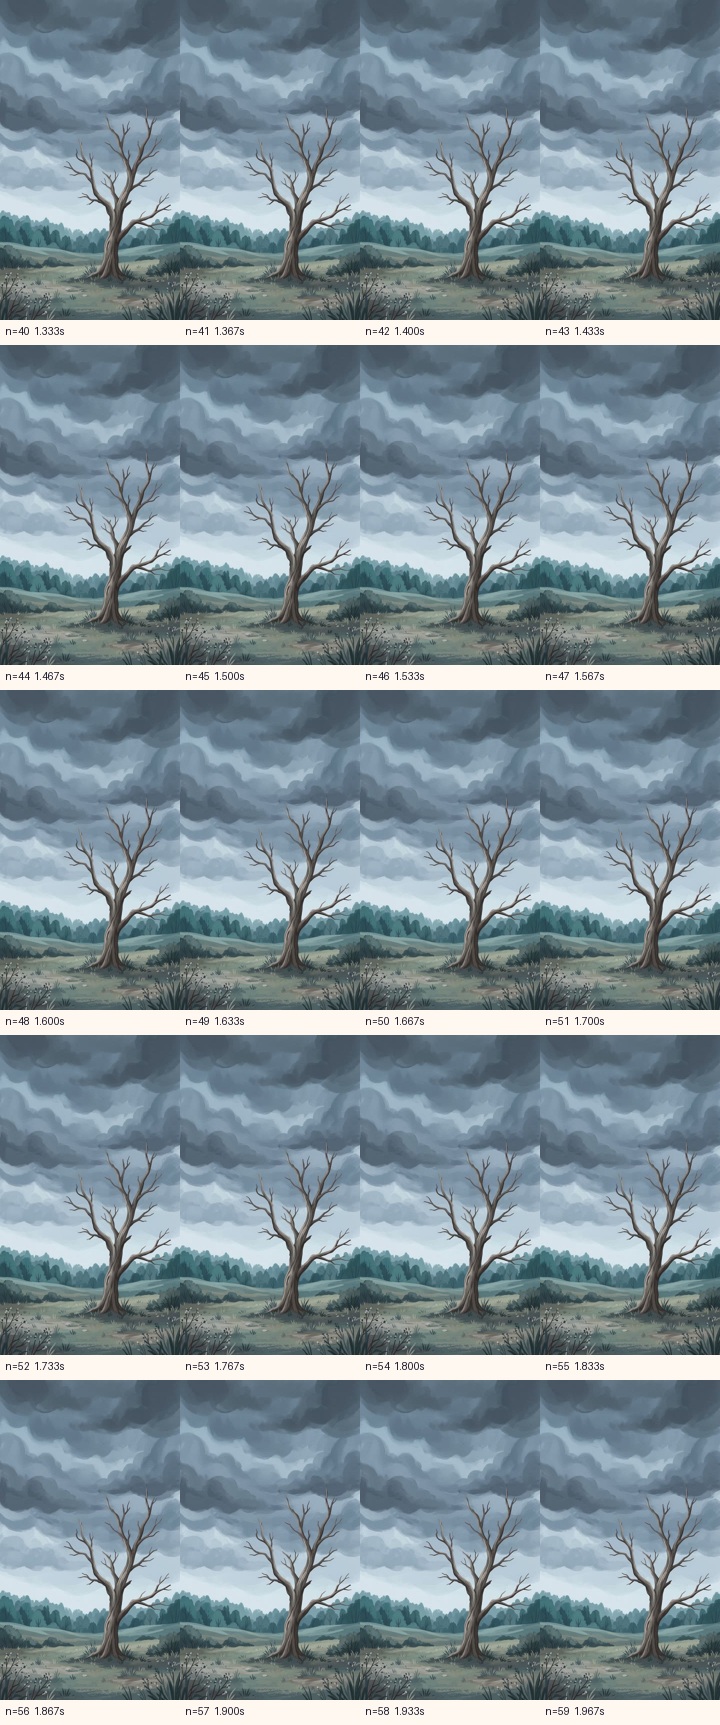 n=40 1.333s n=41 1.367s n=42 1.400s n=43 1.433s
n=44 1.467s n=45 1.500s n=46 1.533s n=47 1.567s
n=48 1.600s n=49 1.633s n=50 1.667s n=51 1.700s
n=52 1.733s n=53 1.767s n=54 1.800s n=55 1.833s
n=56 1.867s n=57 1.900s n=58 1.933s n=59 1.967s